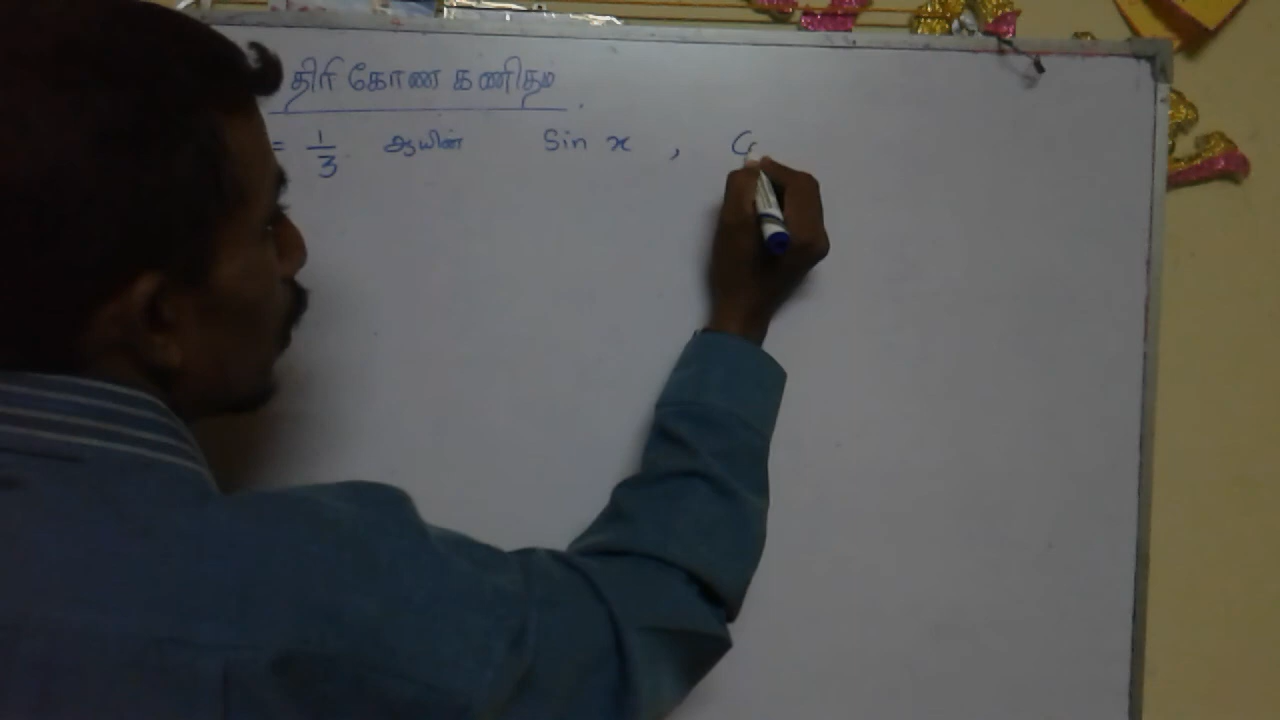 திரிகோண கணிதம்
= 1/3 ஆயின் Sin x , C